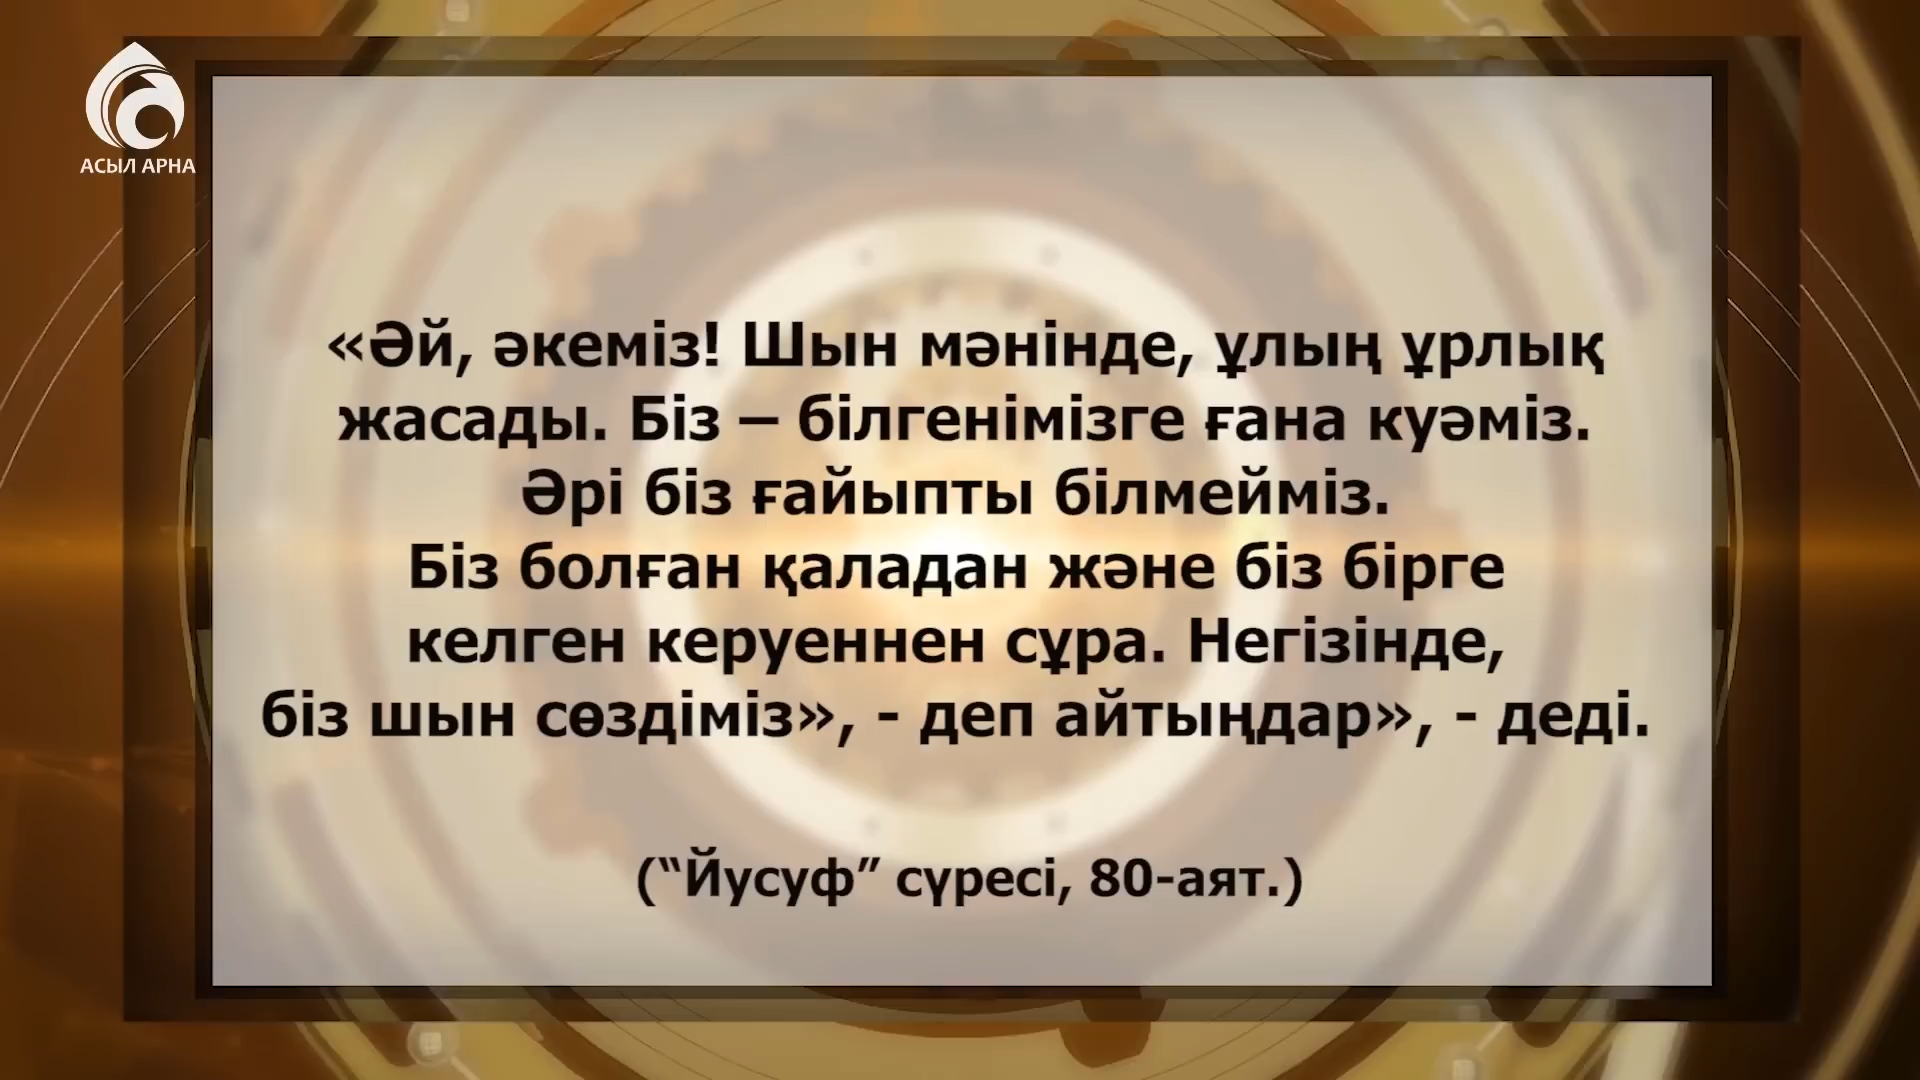 АСЫЛ АРНА
«Әй, әкеміз! Шын мәнінде, ұлың ұрлық
жасады. Біз – білгенімізге ғана куәміз.
Әрі біз ғайыпты білмейміз.
Біз болған қаладан және біз бірге
келген керуеннен сұра. Негізінде,
біз шын сөздіміз», - деп айтыңдар», - деді.
(“Йусуф” сүресі, 80-аят.)